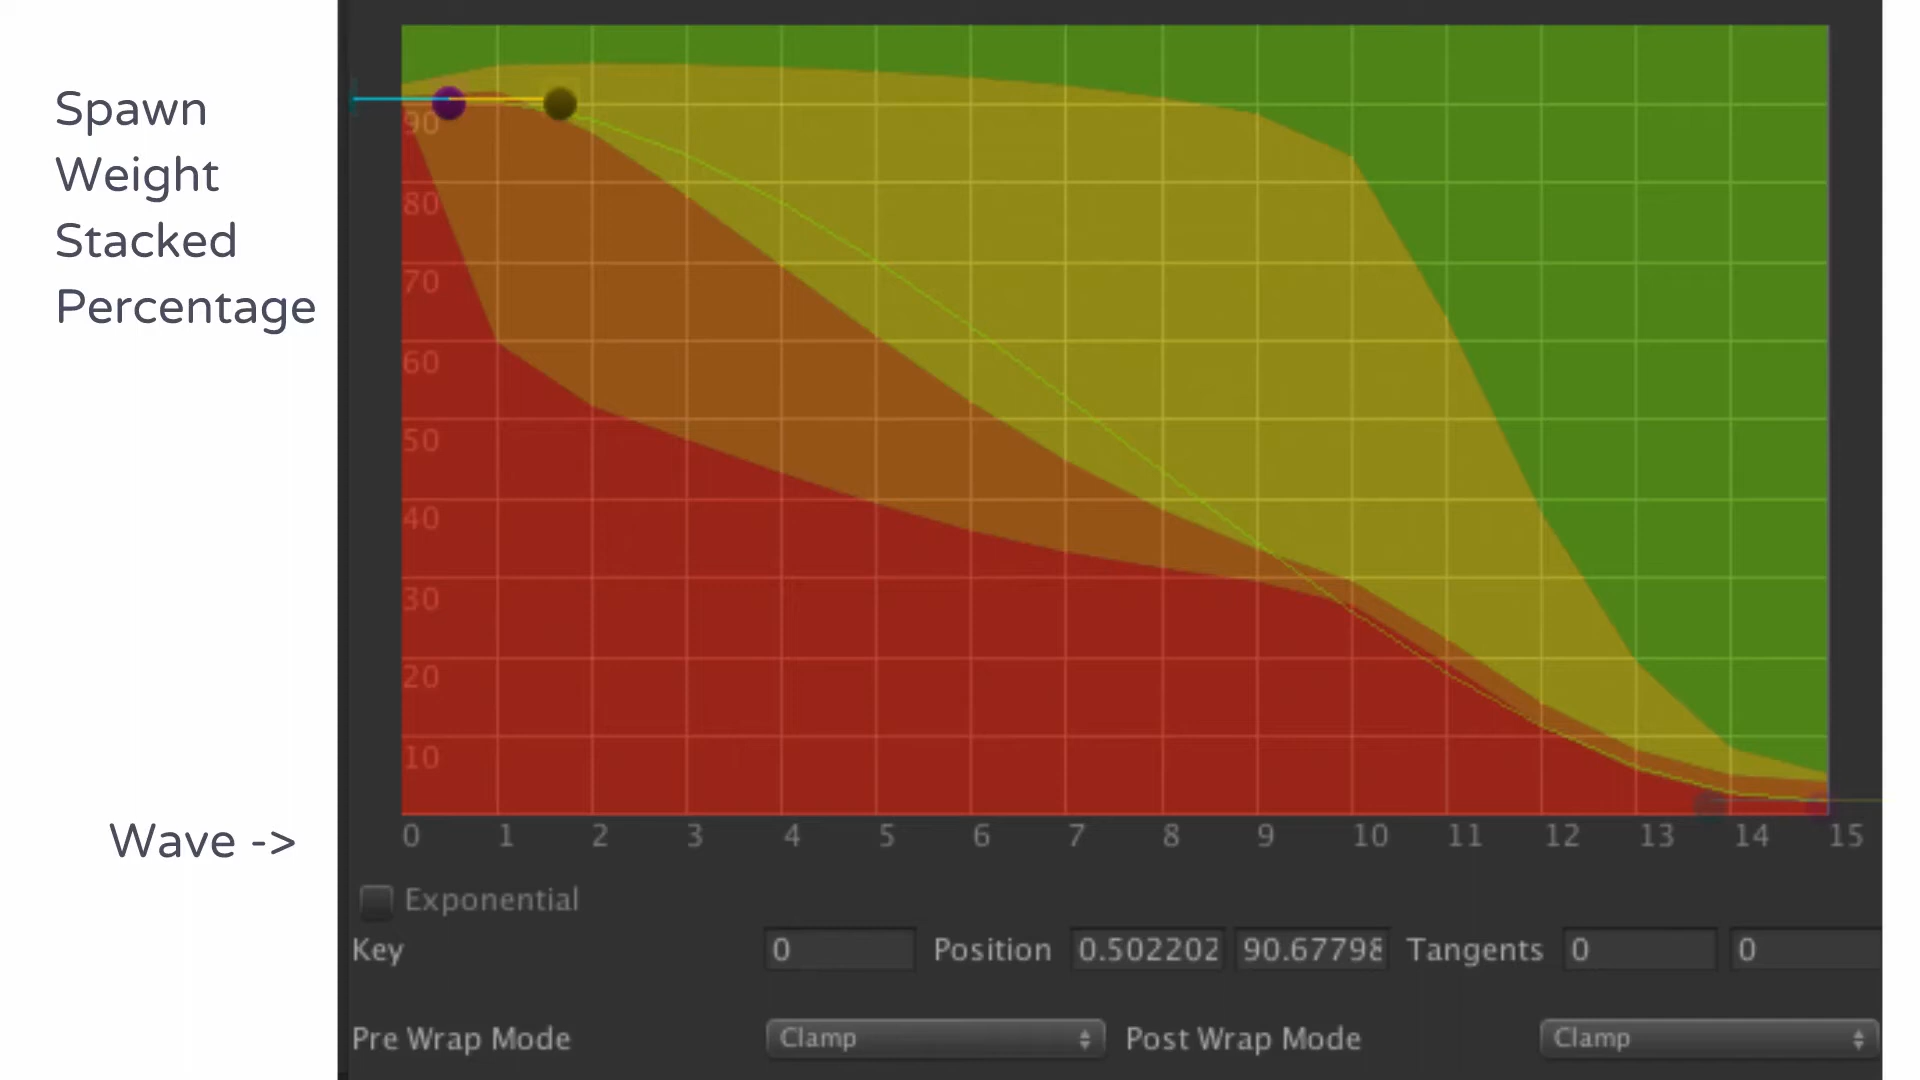 Spawn
Weight
Stacked
Percentage
90
80
70
60
50
40
30
20
10
Wave ->
0 1 2 3 4 5 6 7 8 9 10 11 12 13 14 15
Exponential
Key 0 Position 0.502202 90.67798 Tangents 0 0
Pre Wrap Mode Clamp Post Wrap Mode Clamp